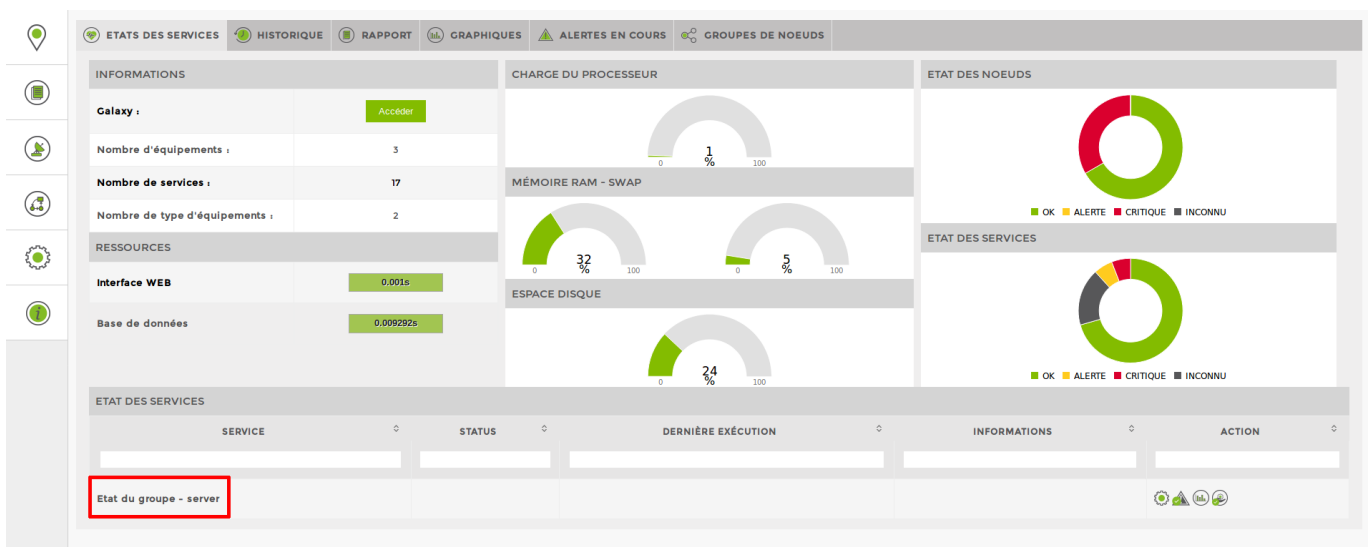 ETATS DES SERVICES HISTORIQUE RAPPORT GRAPHIQUES ALERTES EN COURS GROUPES DE NOEUDS
INFORMATIONS
Galaxy : Accéder
Nombre d'équipements : 3
Nombre de services : 17
Nombre de type d'équipements : 2
RESSOURCES
Interface WEB 0.001s
Base de données 0.009292s
CHARGE DU PROCESSEUR
1
%
0 100
MÉMOIRE RAM - SWAP
32
%
0 100
5
%
0 100
ESPACE DISQUE
24
%
0 100
ETAT DES NOEUDS
OK ALERTE CRITIQUE INCONNU
ETAT DES SERVICES
OK ALERTE CRITIQUE INCONNU
ETAT DES SERVICES
SERVICE STATUS DERNIÈRE EXÉCUTION INFORMATIONS ACTION
Etat du groupe - server